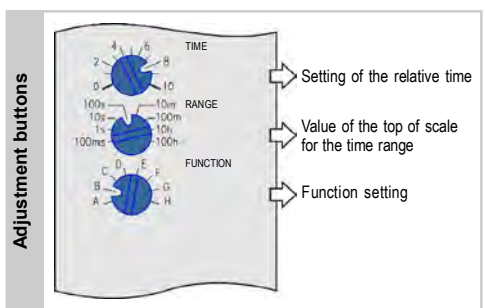 Adjustment buttons
4 6
TIME
2 8
0 10
Setting of the relative time
100s 10m
RANGE
10s 100m
1s 10h
100ms 100h
Value of the top of scale
for the time range
FUNCTION
D E
C F
B G
A H
Function setting